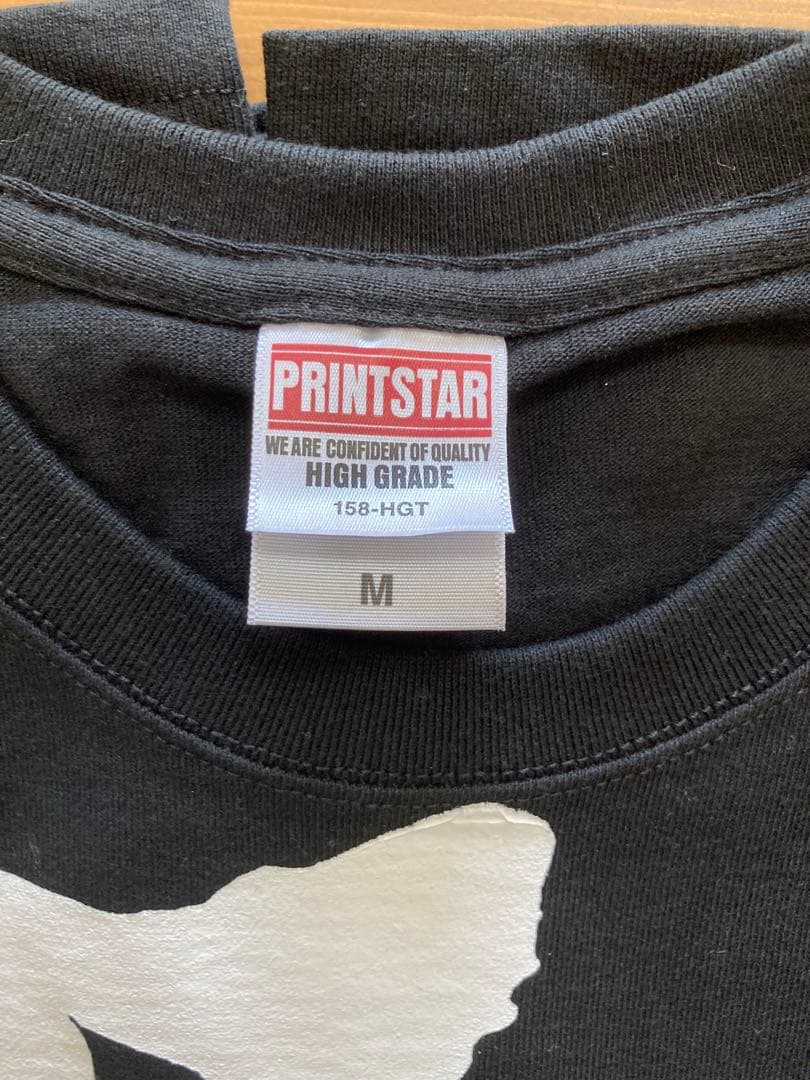 PRINTSTAR
WE ARE CONFIDENT OF QUALITY
HIGH GRADE
158-HGT
M